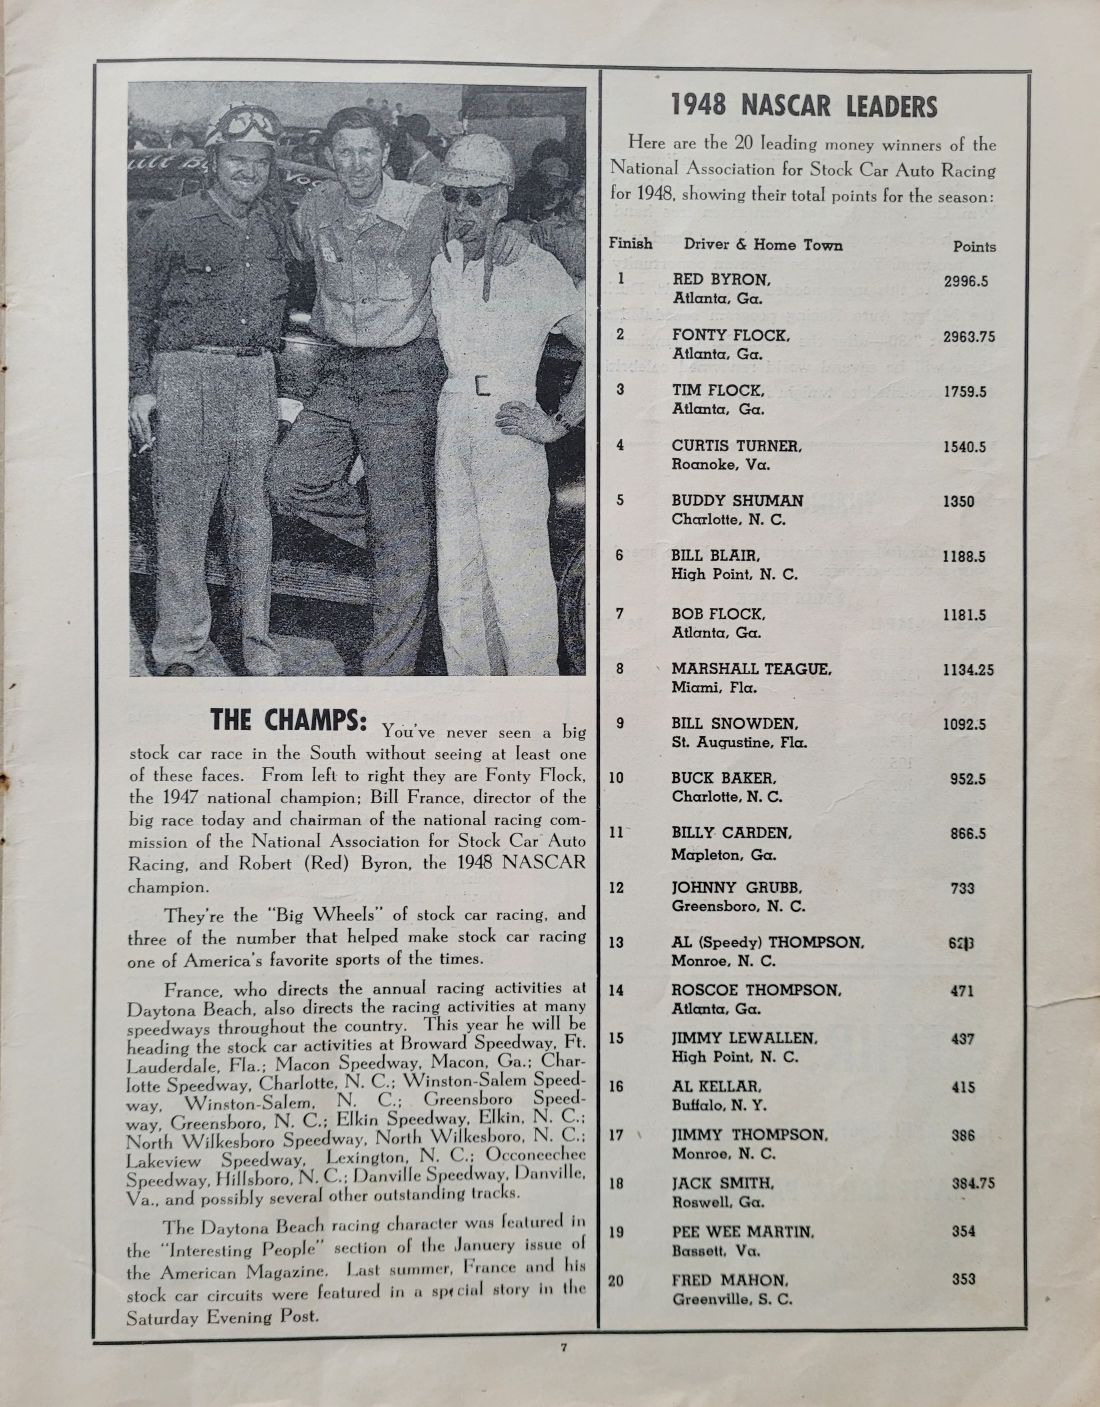 THE CHAMPS: You've never seen a big
stock car race in the South without seeing at least one
of these faces. From left to right they are Fonty Flock,
the 1947 national champion; Bill France, director of the
big race today and chairman of the national racing com-
mission of the National Association for Stock Car Auto
Racing, and Robert (Red) Byron, the 1948 NASCAR
champion.
They're the "Big Wheels" of stock car racing, and
three of the number that helped make stock car racing
one of America's favorite sports of the times.
France, who directs the annual racing activities at
Daytona Beach, also directs the racing activities at many
speedways throughout the country. This year he will be
heading the stock car activities at Broward Speedway, Ft.
Lauderdale, Fla.; Macon Speedway, Macon, Ga.; Char-
lotte Speedway, Charlotte, N. C.; Winston-Salem Speed-
way, Winston-Salem, N. C.; Greensboro Speed-
way, Greensboro, N. C.; Elkin Speedway, Elkin, N. C.;
North Wilkesboro Speedway, North Wilkesboro, N. C.;
Lakeview Speedway, Lexington, N. C.; Occoneechee
Speedway, Hillsboro, N. C.; Danville Speedway, Danville,
Va., and possibly several other outstanding tracks.
The Daytona Beach racing character was featured in
the "Interesting People" section of the Januery issue of
the American Magazine. Last summer, France and his
stock car circuits were featured in a special story in the
Saturday Evening Post.
1948 NASCAR LEADERS
Here are the 20 leading money winners of the
National Association for Stock Car Auto Racing
for 1948, showing their total points for the season:
Finish Driver & Home Town Points
1 RED BYRON, 2996.5
Atlanta, Ga.
2 FONTY FLOCK, 2963.75
Atlanta, Ga.
3 TIM FLOCK, 1759.5
Atlanta, Ga.
4 CURTIS TURNER, 1540.5
Roanoke, Va.
5 BUDDY SHUMAN 1350
Charlotte, N. C.
6 BILL BLAIR, 1188.5
High Point, N. C.
7 BOB FLOCK, 1181.5
Atlanta, Ga.
8 MARSHALL TEAGUE, 1134.25
Miami, Fla.
9 BILL SNOWDEN, 1092.5
St. Augustine, Fla.
10 BUCK BAKER, 952.5
Charlotte, N. C.
11 BILLY CARDEN, 866.5
Mapleton, Ga.
12 JOHNNY GRUBB, 733
Greensboro, N. C.
13 AL (Speedy) THOMPSON,
Monroe, N. C.
14 ROSCOE THOMPSON, 471
Atlanta, Ga.
15 JIMMY LEWALLEN, 437
High Point, N. C.
16 AL KELLAR, 415
Buffalo, N. Y.
17 JIMMY THOMPSON, 386
Monroe, N. C.
18 JACK SMITH, 384.75
Roswell, Ga.
19 PEE WEE MARTIN, 354
Bassett, Va.
20 FRED MAHON, 353
Greenville, S. C.
7